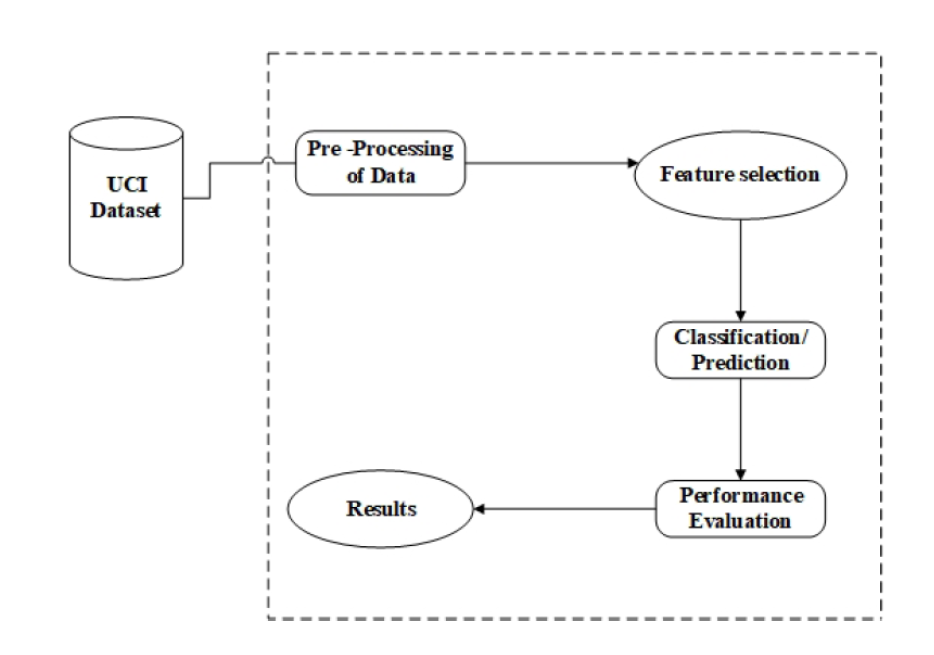 UCI
Dataset
Pre -Processing
of Data
Feature selection
Classification/
Prediction
Performance
Evaluation
Results